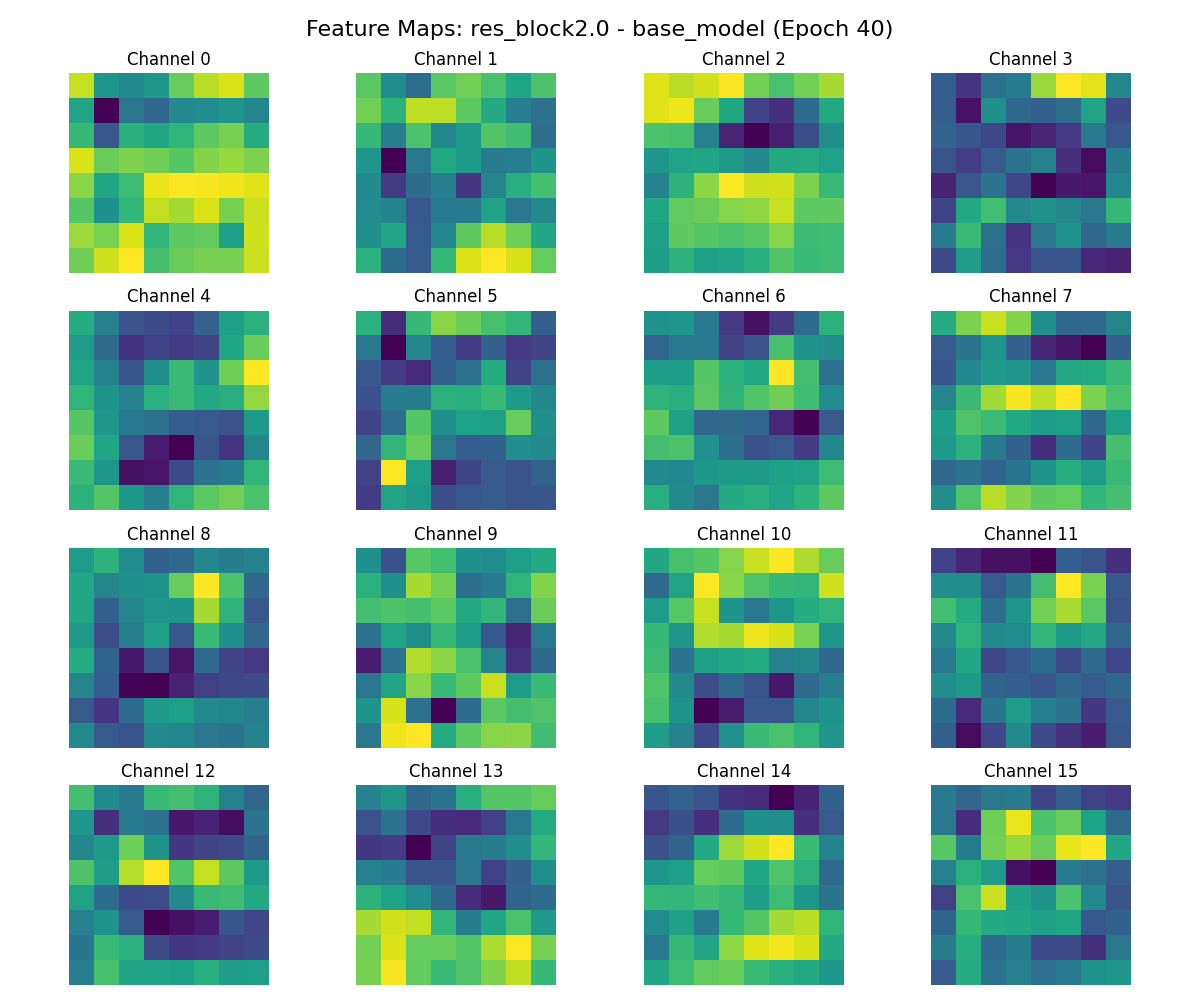 Feature Maps: res_block2.0 - base_model (Epoch 40)
Channel 0 Channel 1 Channel 2 Channel 3
Channel 4 Channel 5 Channel 6 Channel 7
Channel 8 Channel 9 Channel 10 Channel 11
Channel 12 Channel 13 Channel 14 Channel 15